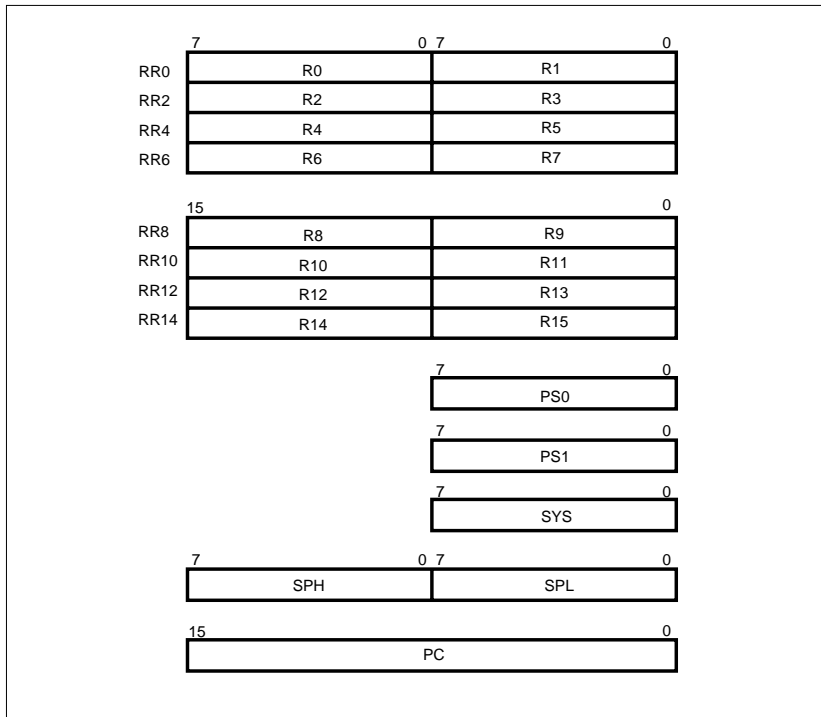 7 0 7 0
RR0 R0 R1
RR2 R2 R3
RR4 R4 R5
RR6 R6 R7
15 0
RR8 R8 R9
RR10 R10 R11
RR12 R12 R13
RR14 R14 R15
7 0
PS0
7 0
PS1
7 0
SYS
7 0 7 0
SPH SPL
15 0
PC